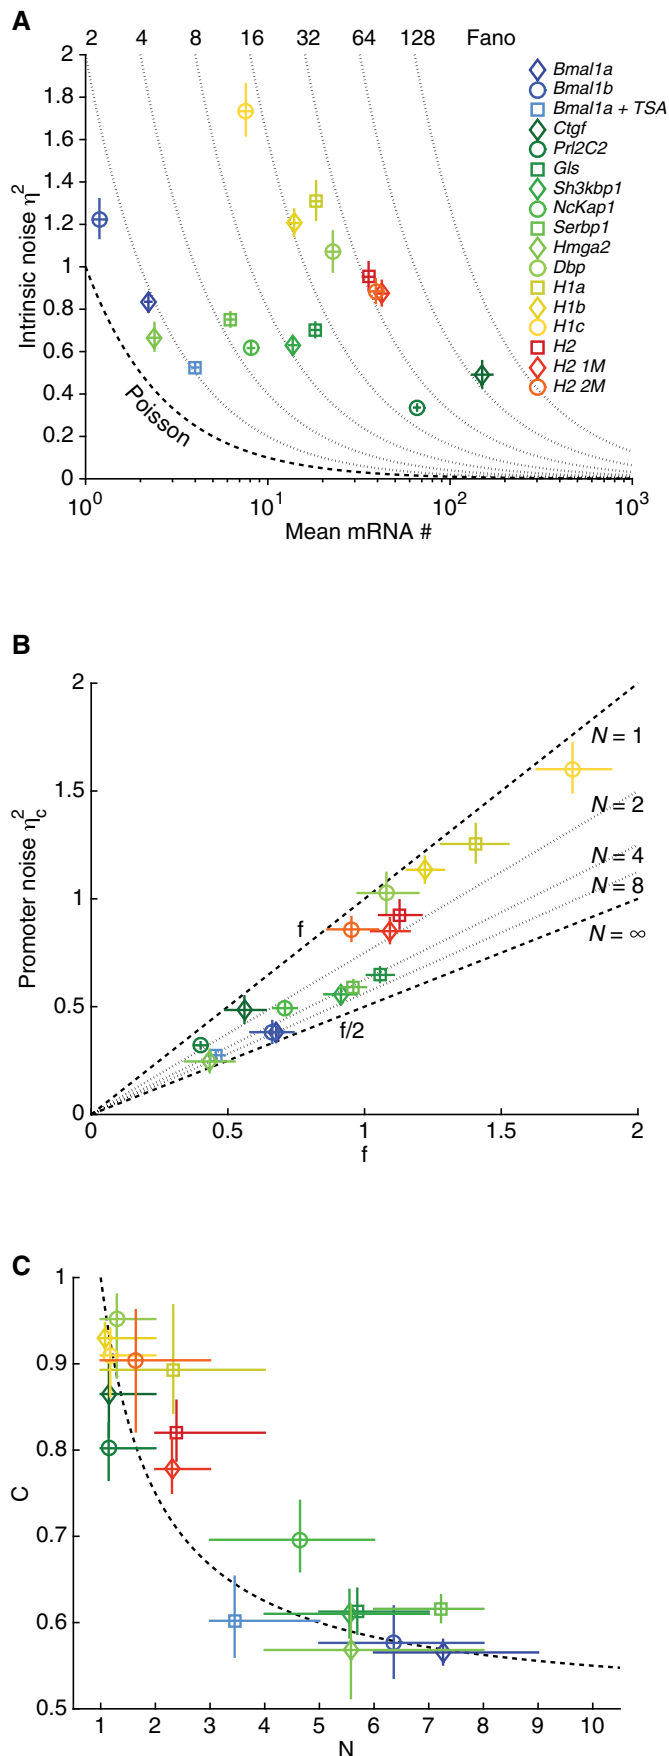 A
2 4 8 16 32 64 128 Fano
2
1.8
1.6
1.4
1.2
1
0.8
0.6
0.4
0.2
0
Intrinsic noise η²
Poisson
10⁰ 10¹ 10² 10³
Mean mRNA #
Bmal1a
Bmal1b
Bmal1a + TSA
Ctgf
Prl2C2
Gls
Sh3kbp1
NcKap1
Serbp1
Hmga2
Dbp
H1a
H1b
H1c
H2
H2 1M
H2 2M
B
2
1.5
1
0.5
0
Promoter noise η²c
N = 1
N = 2
N = 4
N = 8
N = ∞
f
f/2
0 0.5 1 1.5 2
f
C
1
0.9
0.8
0.7
0.6
0.5
C
1 2 3 4 5 6 7 8 9 10
N